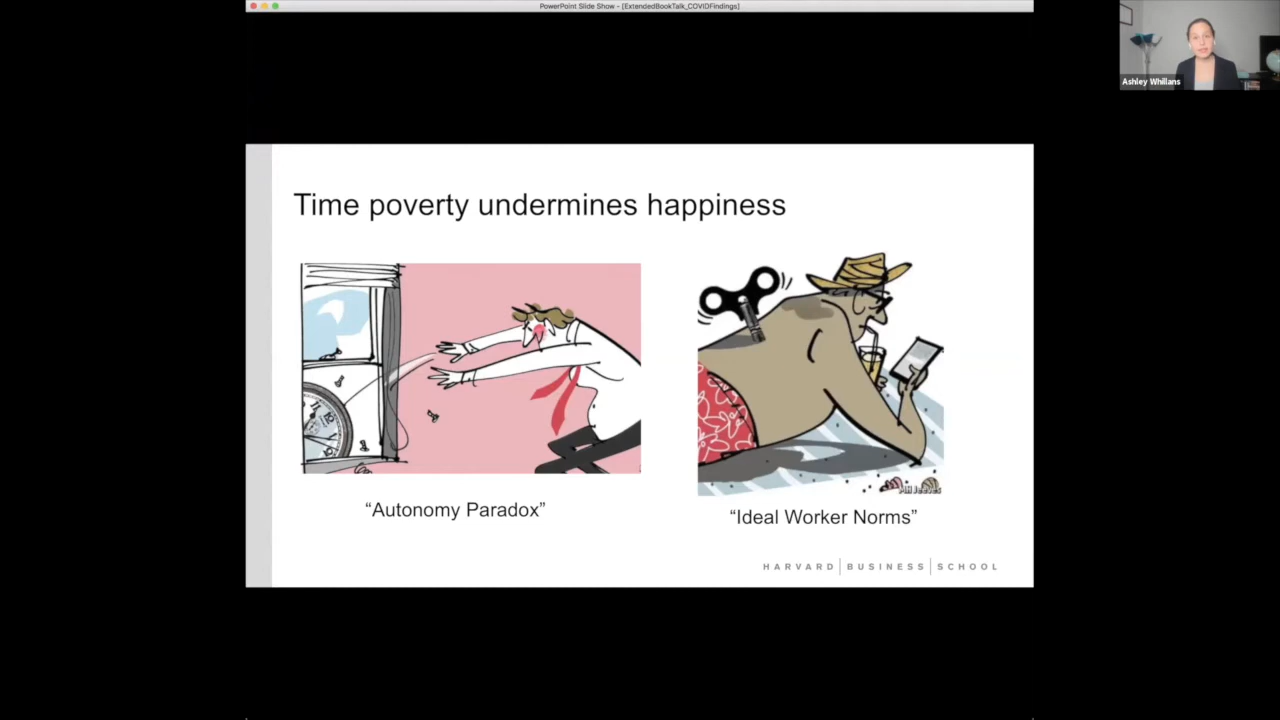 PowerPoint Slide Show - [ExtendedBookTalk_COVIDFindings]
Ashley Whillans
Time poverty undermines happiness
“Autonomy Paradox”
“Ideal Worker Norms”
HARVARD | BUSINESS | SCHOOL